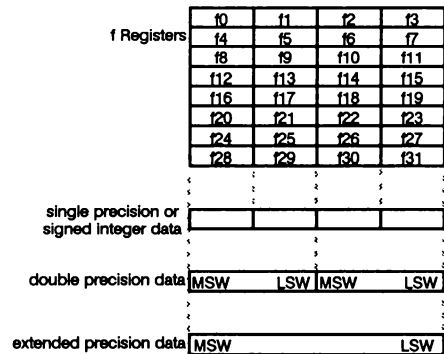 f0 f1 f2 f3
f Registers f4 f5 f6 f7
f8 f9 f10 f11
f12 f13 f14 f15
f16 f17 f18 f19
f20 f21 f22 f23
f24 f25 f26 f27
f28 f29 f30 f31
single precision or
signed integer data
double precision data MSW LSW MSW LSW
extended precision data MSW LSW